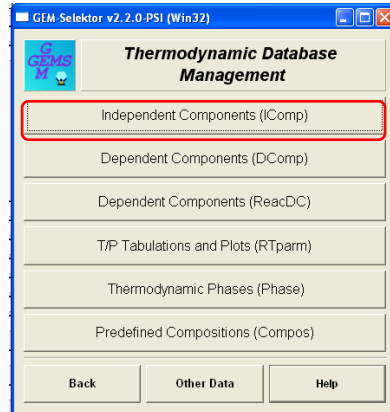 GEM-Selektor v2.2.0-PSI (Win32)
G
GEMS
M
Thermodynamic Database
Management
Independent Components (IComp)
Dependent Components (DComp)
Dependent Components (ReacDC)
T/P Tabulations and Plots (RTparm)
Thermodynamic Phases (Phase)
Predefined Compositions (Compos)
Back
Other Data
Help